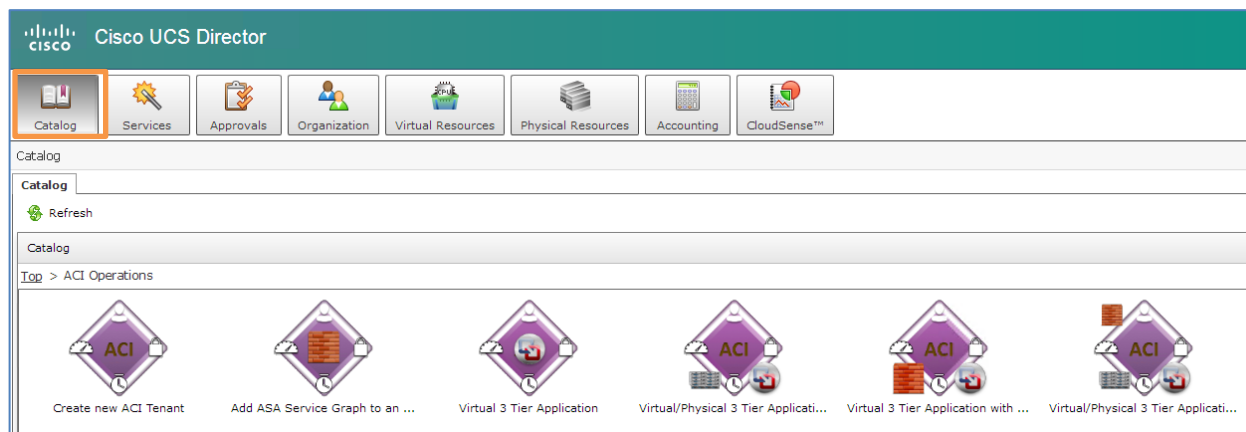 CISCO Cisco UCS Director
CPU
Catalog Services Approvals Organization Virtual Resources Physical Resources Accounting CloudSense™
Catalog
Catalog
Refresh
Catalog
Top > ACI Operations
ACI ACI ACI ACI
Create new ACI Tenant Add ASA Service Graph to an ... Virtual 3 Tier Application Virtual/Physical 3 Tier Applicati... Virtual 3 Tier Application with ... Virtual/Physical 3 Tier Applicati...